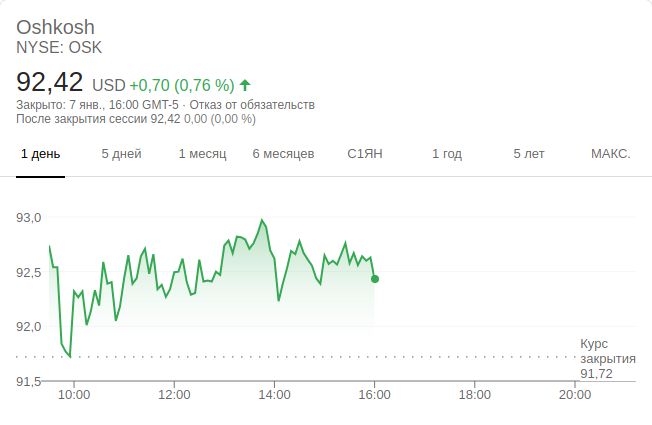 Oshkosh
NYSE: OSK
92,42 USD +0,70 (0,76 %)
Закрыто: 7 янв., 16:00 GMT-5 · Отказ от обязательств
После закрытия сессии 92,42 0,00 (0,00 %)
1 день 5 дней 1 месяц 6 месяцев С1ЯН 1 год 5 лет МАКС.
93,0
92,5
92,0
Курс
закрытия
91,72
91,5
10:00 12:00 14:00 16:00 18:00 20:00